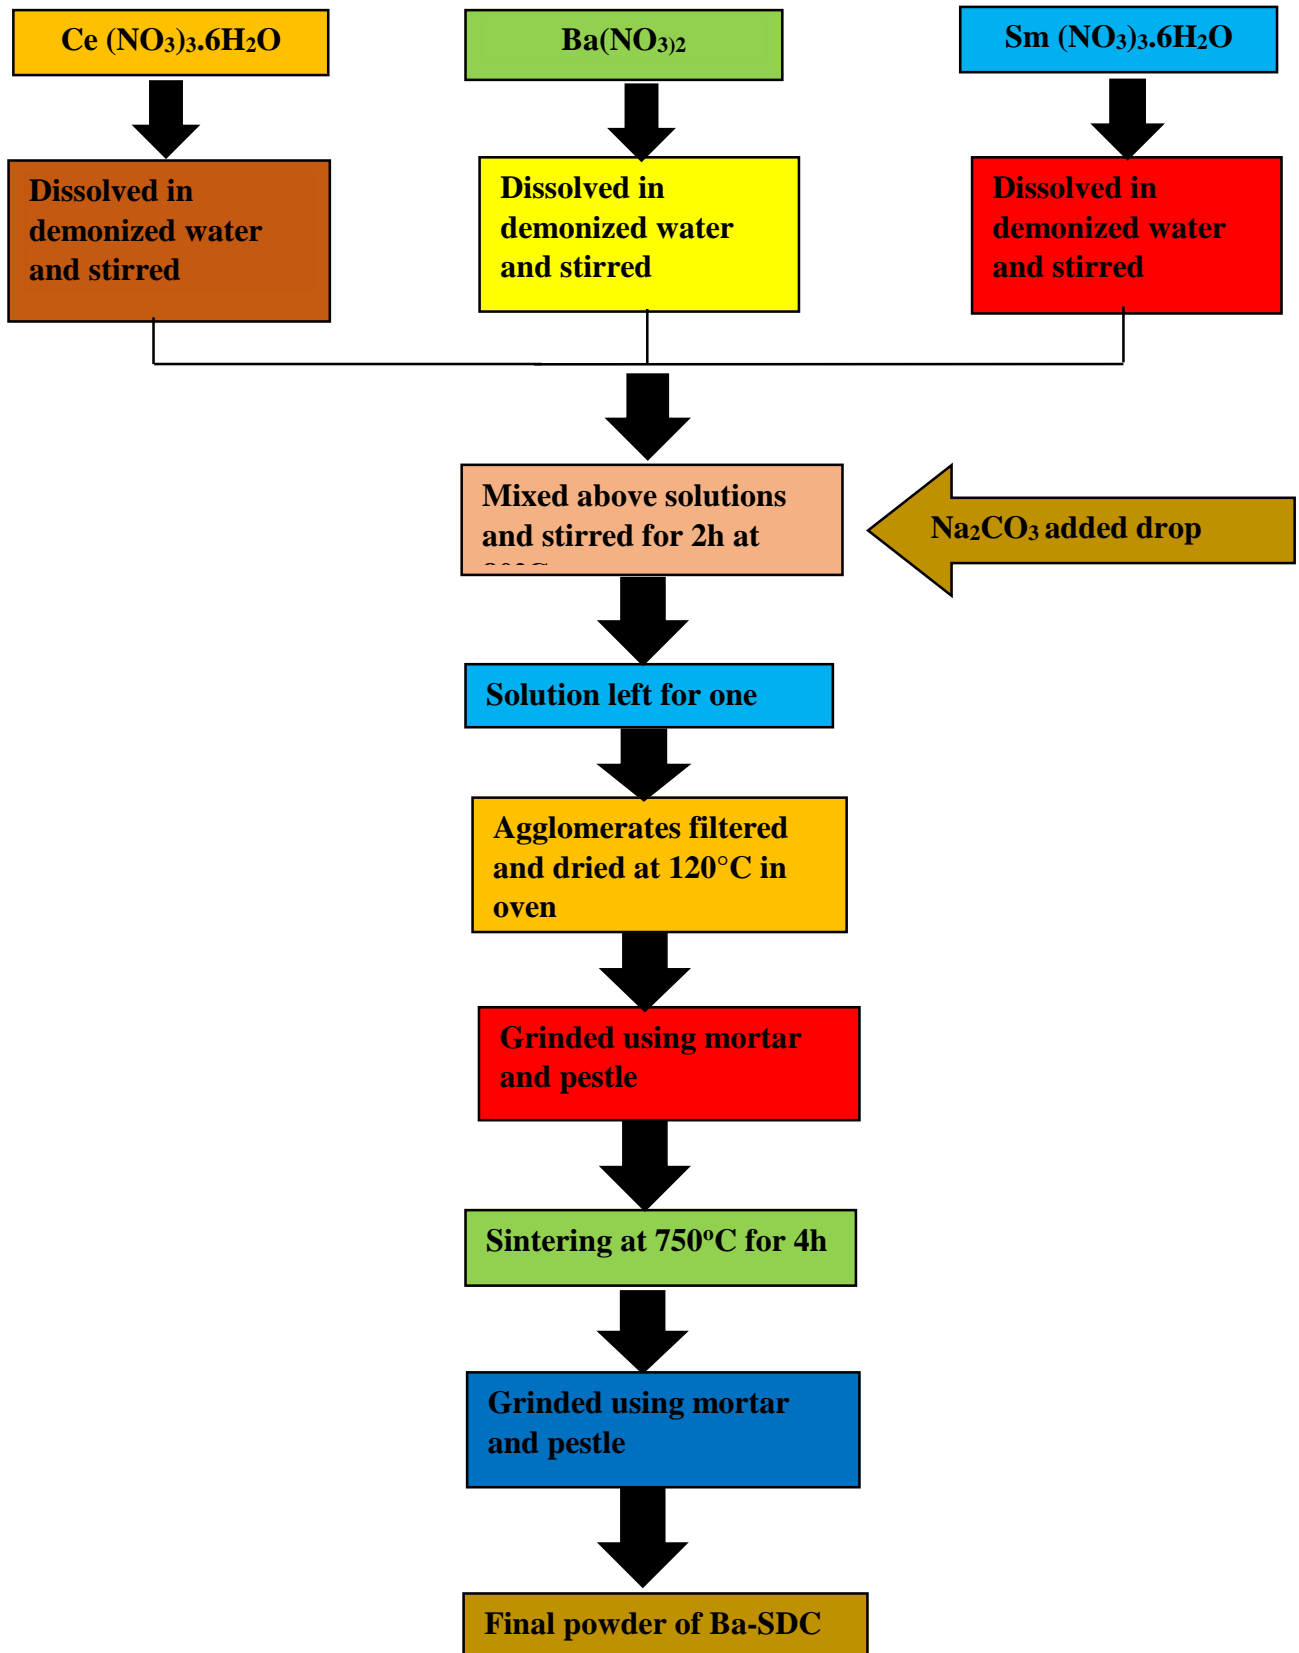 Ce (NO₃)₃.6H₂O
Ba(NO₃)₂
Sm (NO₃)₃.6H₂O
Dissolved in
demonized water
and stirred
Dissolved in
demonized water
and stirred
Dissolved in
demonized water
and stirred
Mixed above solutions
and stirred for 2h at
Na₂CO₃ added drop
Solution left for one
Agglomerates filtered
and dried at 120°C in
oven
Grinded using mortar
and pestle
Sintering at 750ᵒC for 4h
Grinded using mortar
and pestle
Final powder of Ba-SDC